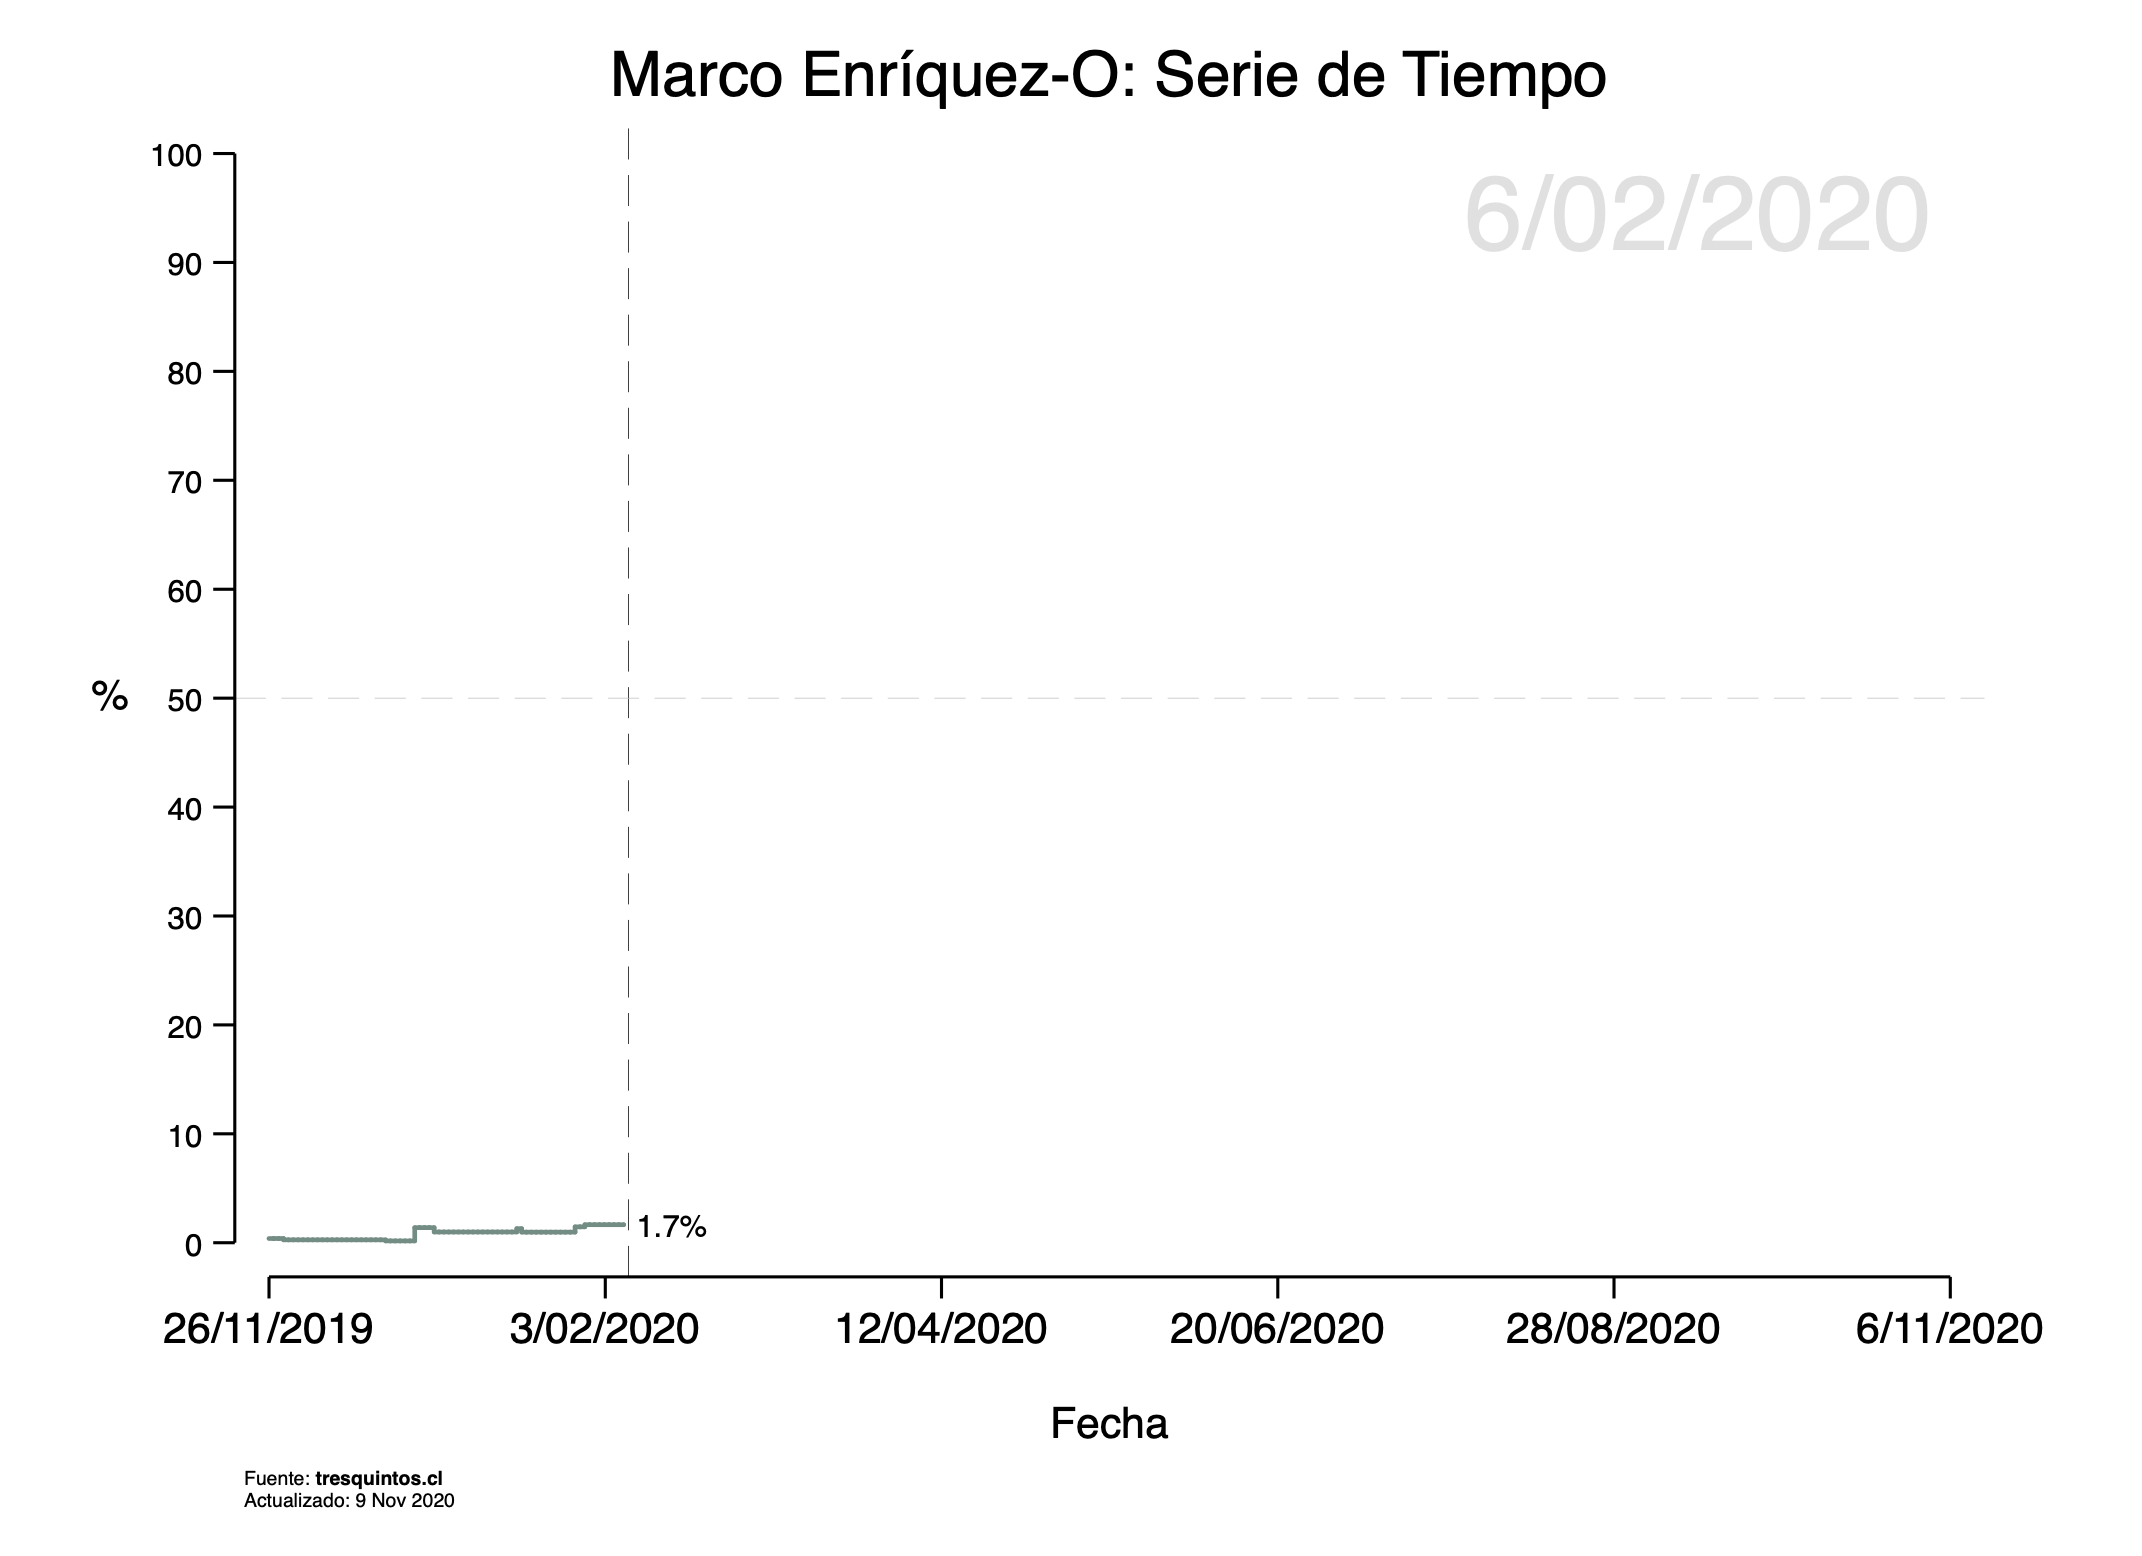 Marco Enríquez-O: Serie de Tiempo
6/02/2020
100
90
80
70
60
50
40
30
20
10
0
%
1.7%
26/11/2019 3/02/2020 12/04/2020 20/06/2020 28/08/2020 6/11/2020
Fecha
Fuente: tresquintos.cl
Actualizado: 9 Nov 2020